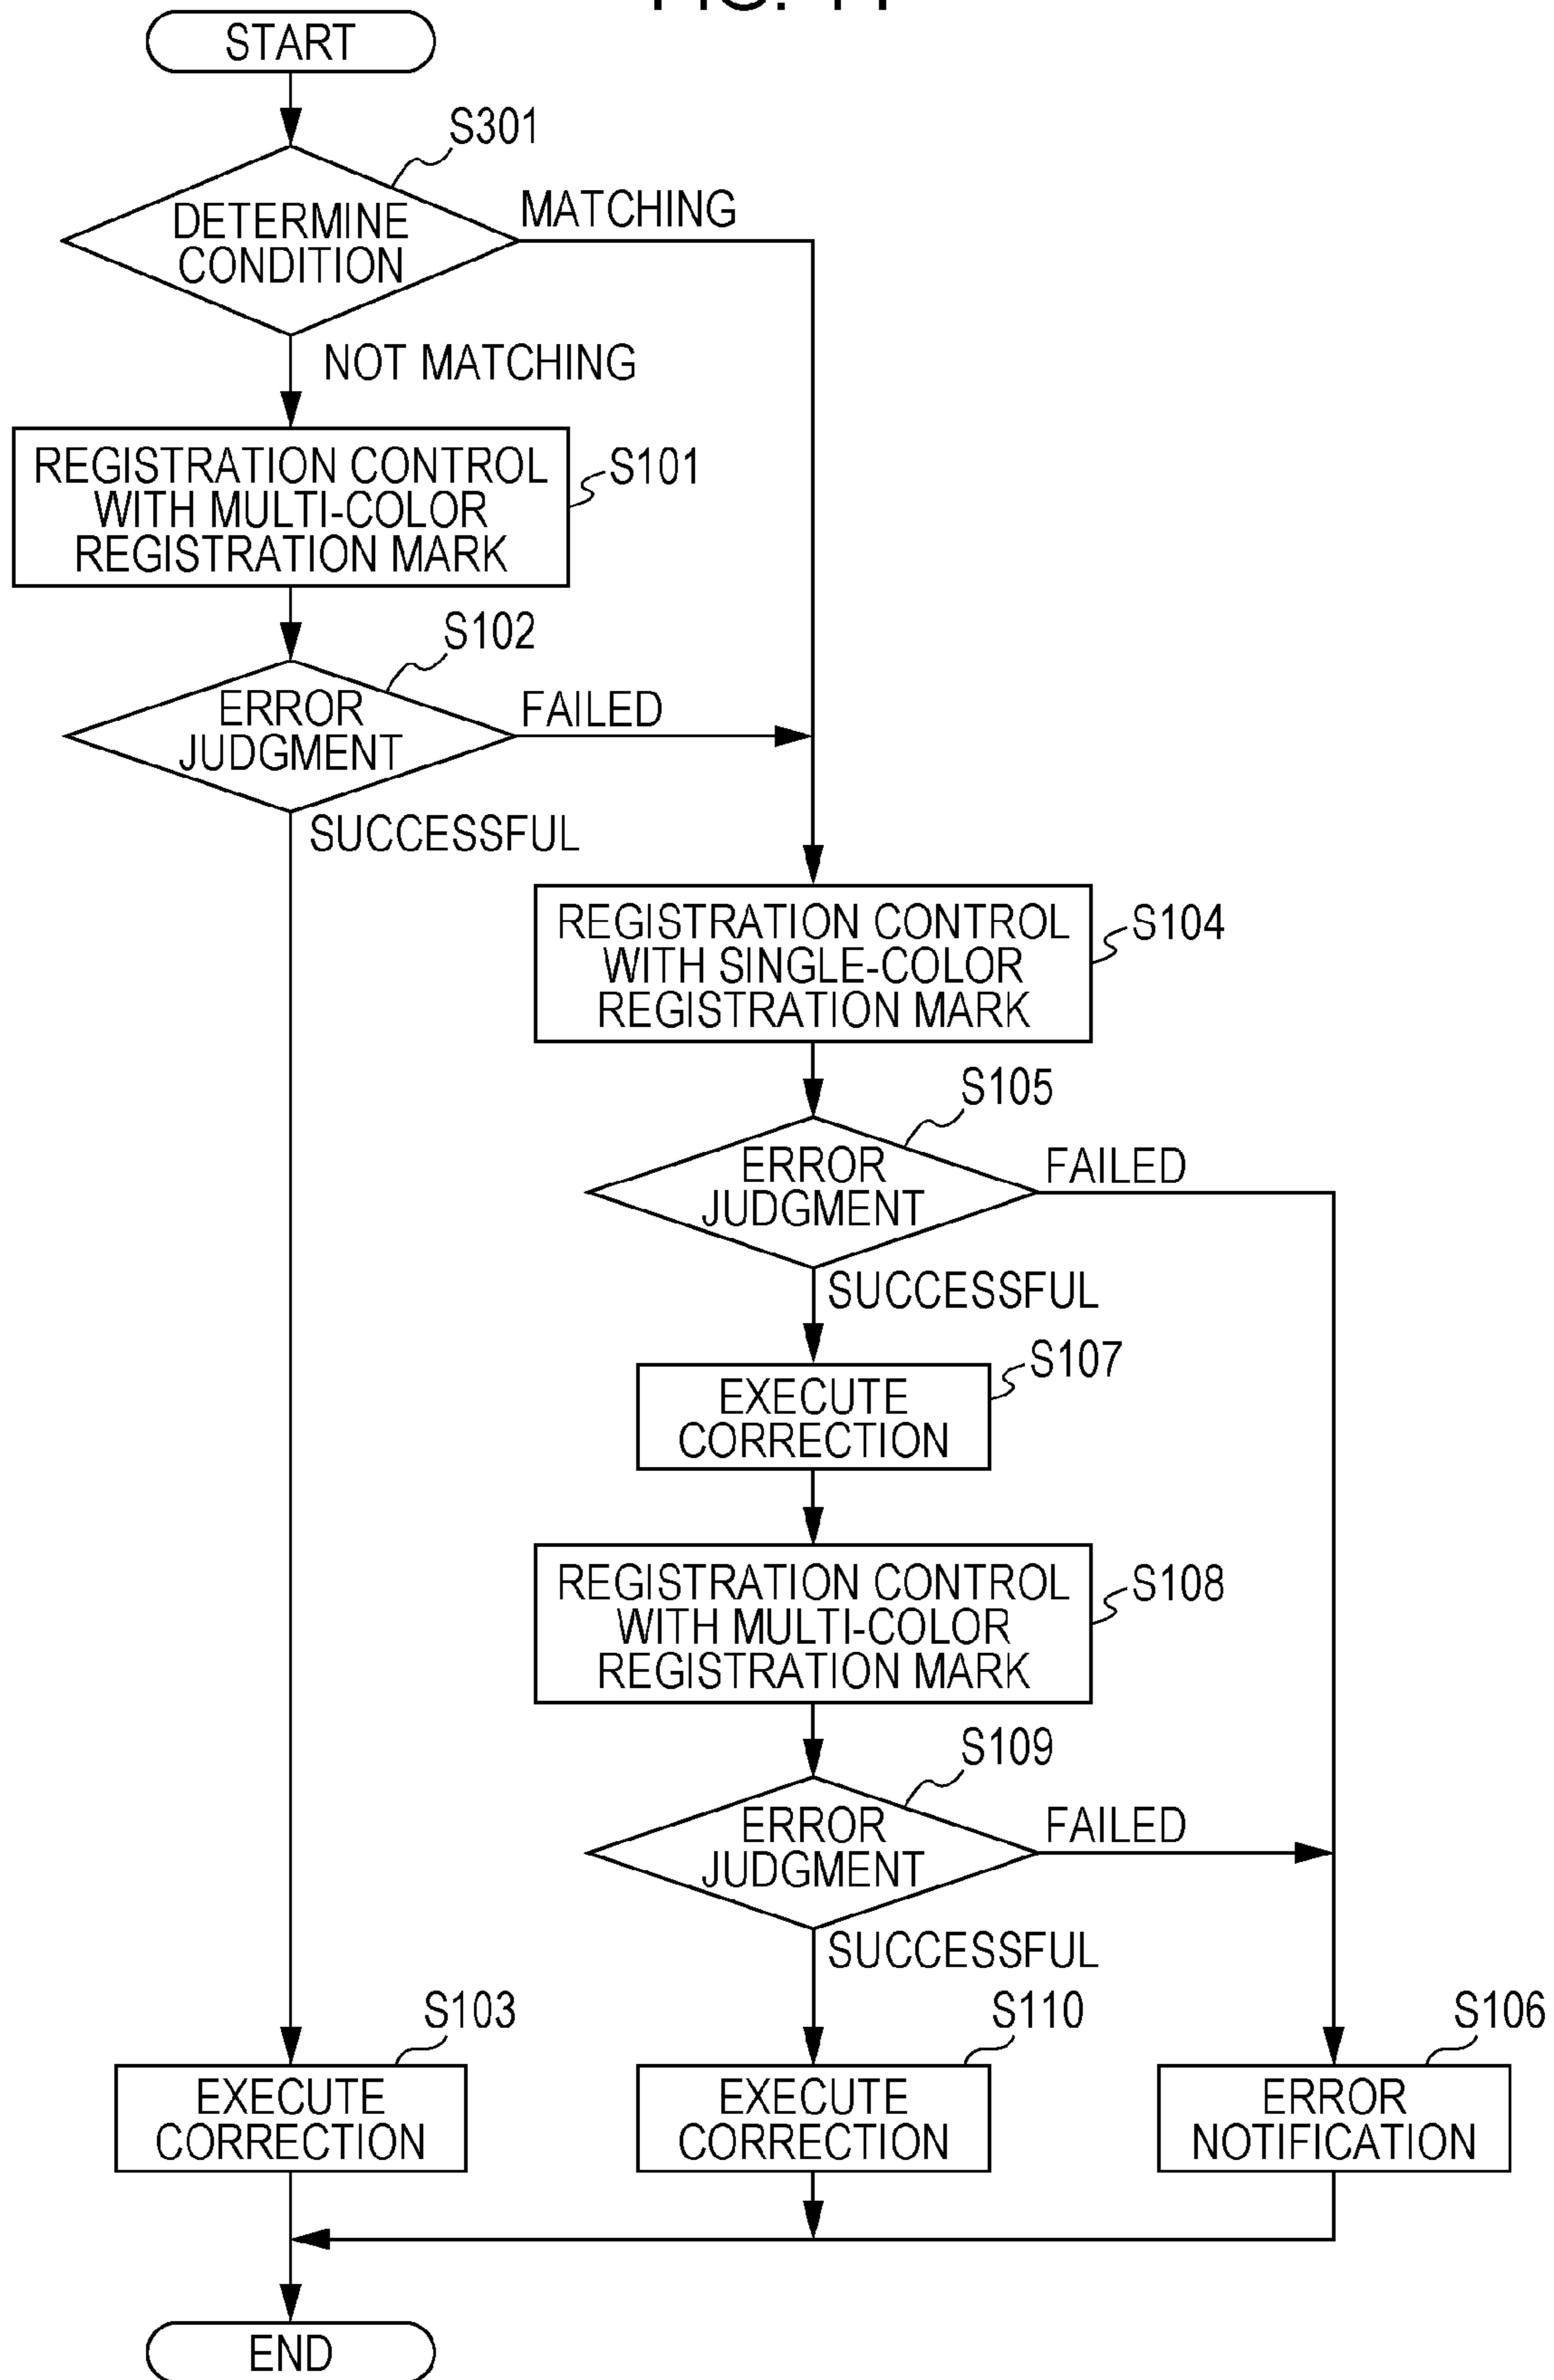 START
S301
DETERMINE
CONDITION
MATCHING
NOT MATCHING
REGISTRATION CONTROL
WITH MULTI-COLOR
REGISTRATION MARK
S101
S102
ERROR
JUDGMENT
FAILED
SUCCESSFUL
REGISTRATION CONTROL
WITH SINGLE-COLOR
REGISTRATION MARK
S104
S105
ERROR
JUDGMENT
FAILED
SUCCESSFUL
S107
EXECUTE
CORRECTION
REGISTRATION CONTROL
WITH MULTI-COLOR
REGISTRATION MARK
S108
S109
ERROR
JUDGMENT
FAILED
SUCCESSFUL
S103
EXECUTE
CORRECTION
S110
EXECUTE
CORRECTION
S106
ERROR
NOTIFICATION
END